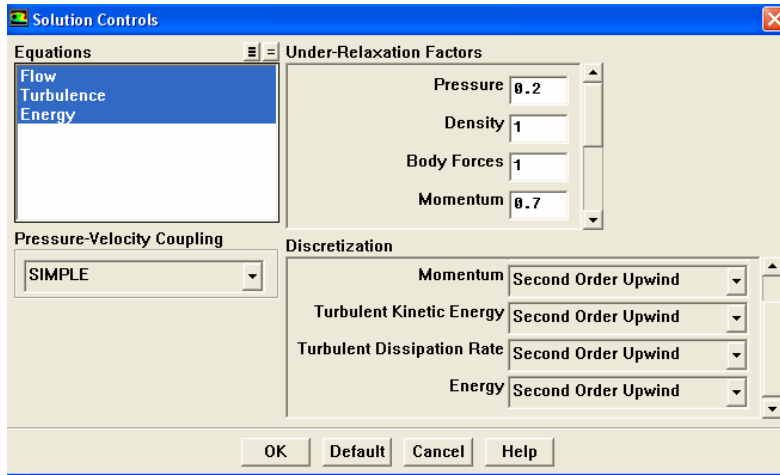 Solution Controls
Equations
Flow
Turbulence
Energy
Under-Relaxation Factors
Pressure 0.2
Density 1
Body Forces 1
Momentum 0.7
Pressure-Velocity Coupling
SIMPLE
Discretization
Momentum Second Order Upwind
Turbulent Kinetic Energy Second Order Upwind
Turbulent Dissipation Rate Second Order Upwind
Energy Second Order Upwind
OK Default Cancel Help